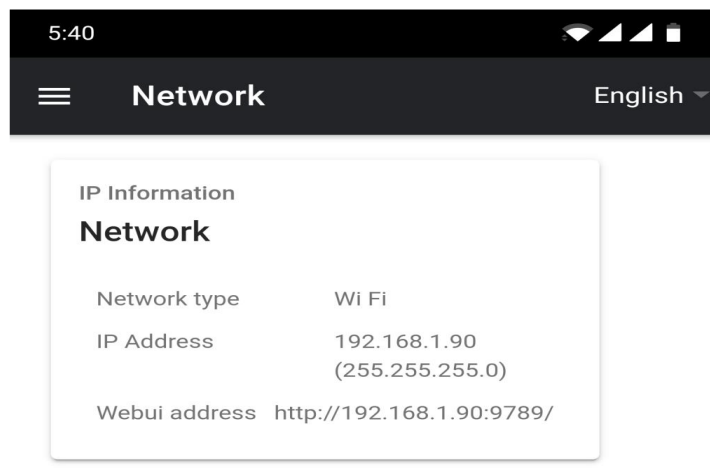 5:40
Network English
IP Information
Network
Network type Wi Fi
IP Address 192.168.1.90
(255.255.255.0)
Webui address http://192.168.1.90:9789/